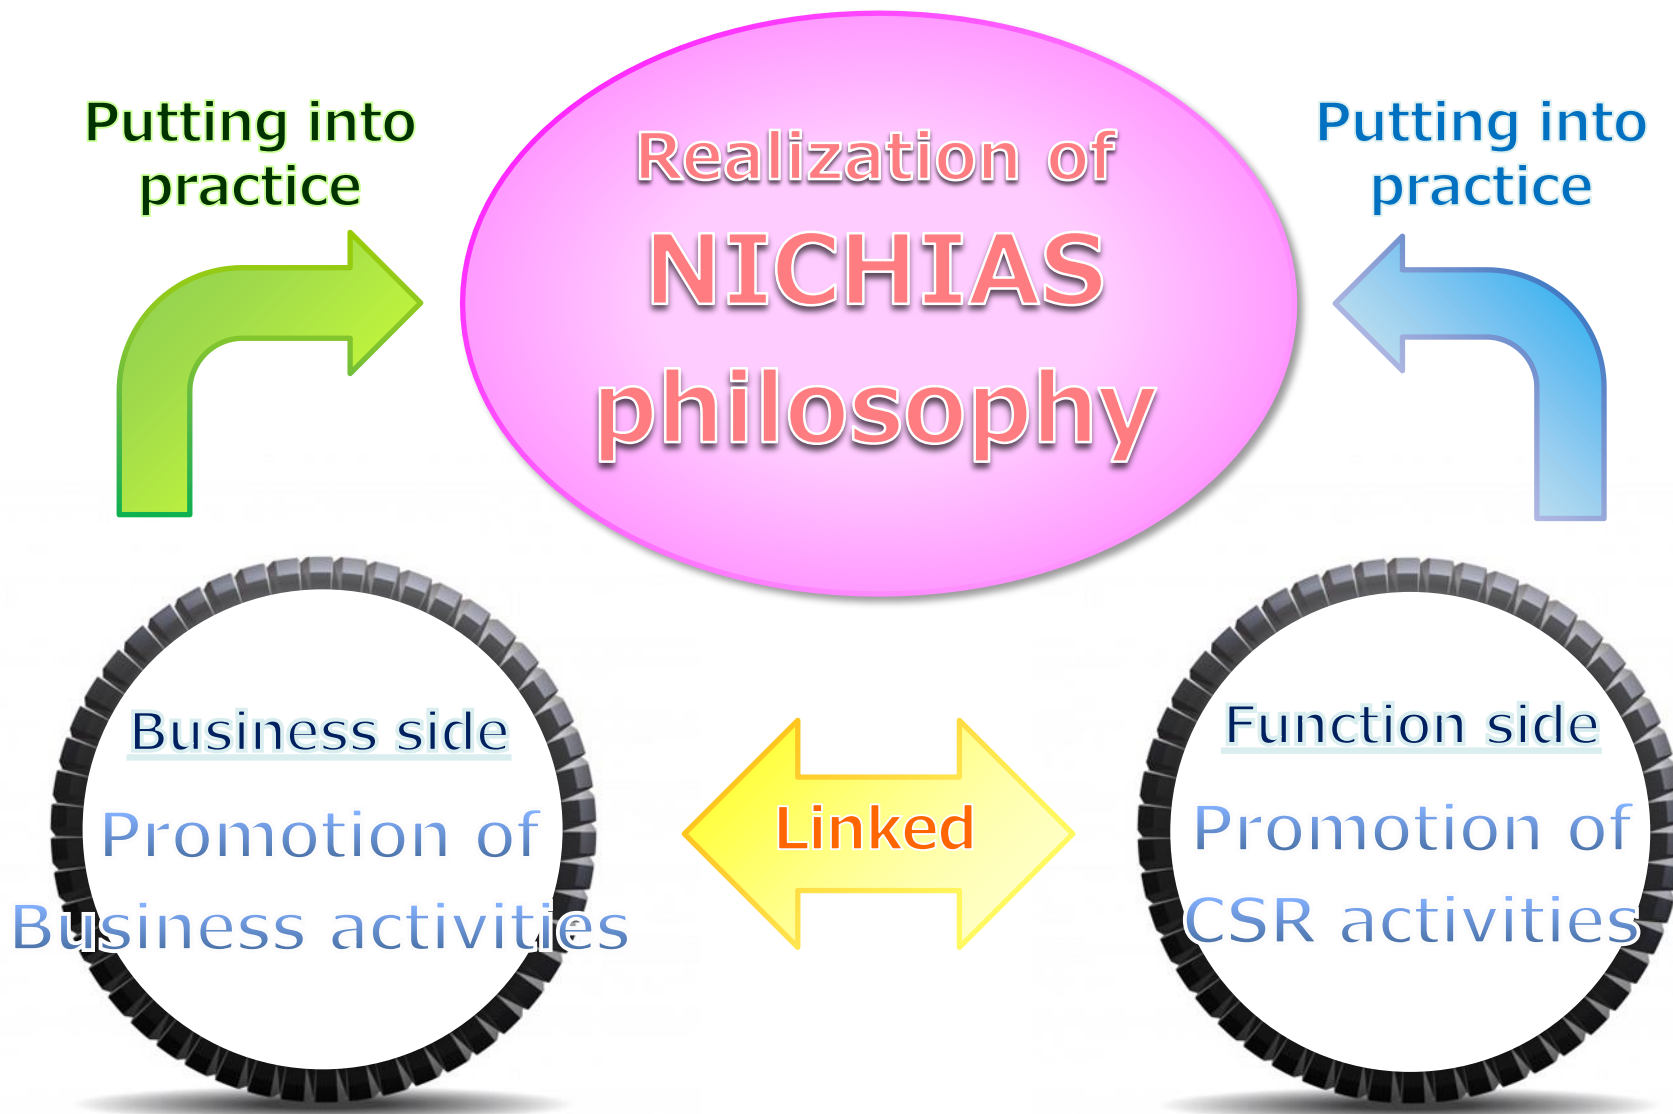 Putting into
practice
Realization of
NICHIAS
philosophy
Putting into
practice
Business side
Promotion of
Business activities
Linked
Function side
Promotion of
CSR activities